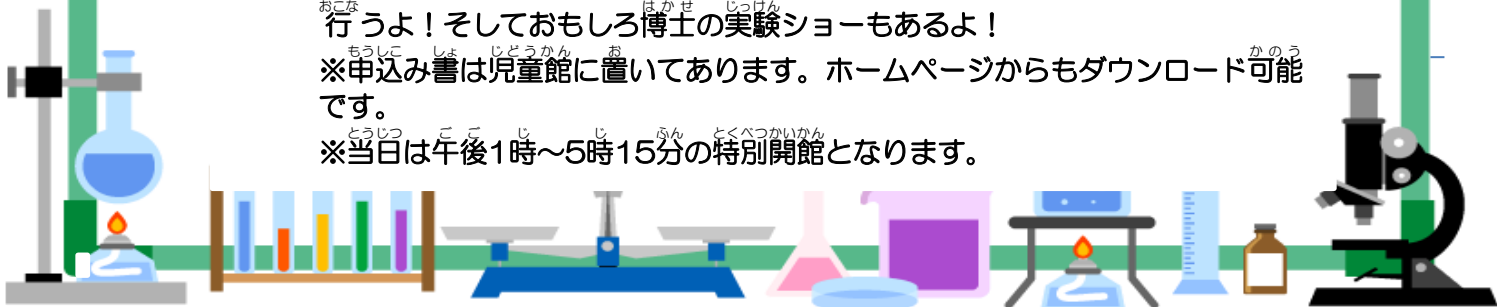 行うよ！そしておもしろ博士の実験ショーもあるよ！
※申込み書は児童館に置いてあります。ホームページからもダウンロード可能
です。
※当日は午後1時～5時15分の特別開館となります。